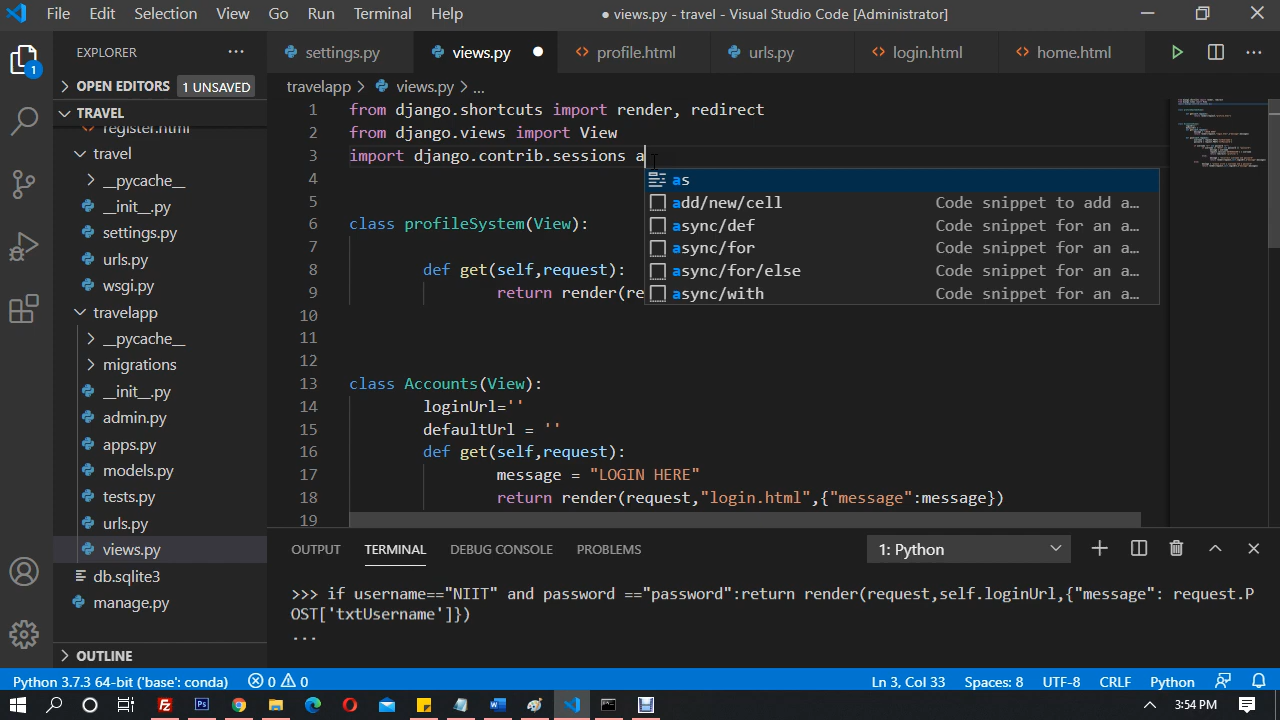 File Edit Selection View Go Run Terminal Help
● views.py - travel - Visual Studio Code [Administrator]
EXPLORER
settings.py views.py profile.html urls.py login.html home.html
OPEN EDITORS 1 UNSAVED
TRAVEL
register.html
travel
__pycache__
__init__.py
settings.py
urls.py
wsgi.py
travelapp
__pycache__
migrations
__init__.py
admin.py
apps.py
models.py
tests.py
urls.py
views.py
db.sqlite3
manage.py
OUTLINE
1
travelapp > views.py > ...
1 from django.shortcuts import render, redirect
2 from django.views import View
3 import django.contrib.sessions a
4
5
6 class profileSystem(View):
7
8 def get(self,request):
9 return render(re
10
11
12
13 class Accounts(View):
14 loginUrl=''
15 defaultUrl = ''
16 def get(self,request):
17 message = "LOGIN HERE"
18 return render(request,"login.html",{"message":message})
19
as
add/new/cell Code snippet to add a…
async/def Code snippet for an a…
async/for Code snippet for an a…
async/for/else Code snippet for an a…
async/with Code snippet for an a…
OUTPUT TERMINAL DEBUG CONSOLE PROBLEMS 1: Python
>>> if username=="NIIT" and password =="password":return render(request,self.loginUrl,{"message": request.P
OST['txtUsername']})
...
Python 3.7.3 64-bit ('base': conda) 0 0 Ln 3, Col 33 Spaces: 8 UTF-8 CRLF Python
3:54 PM